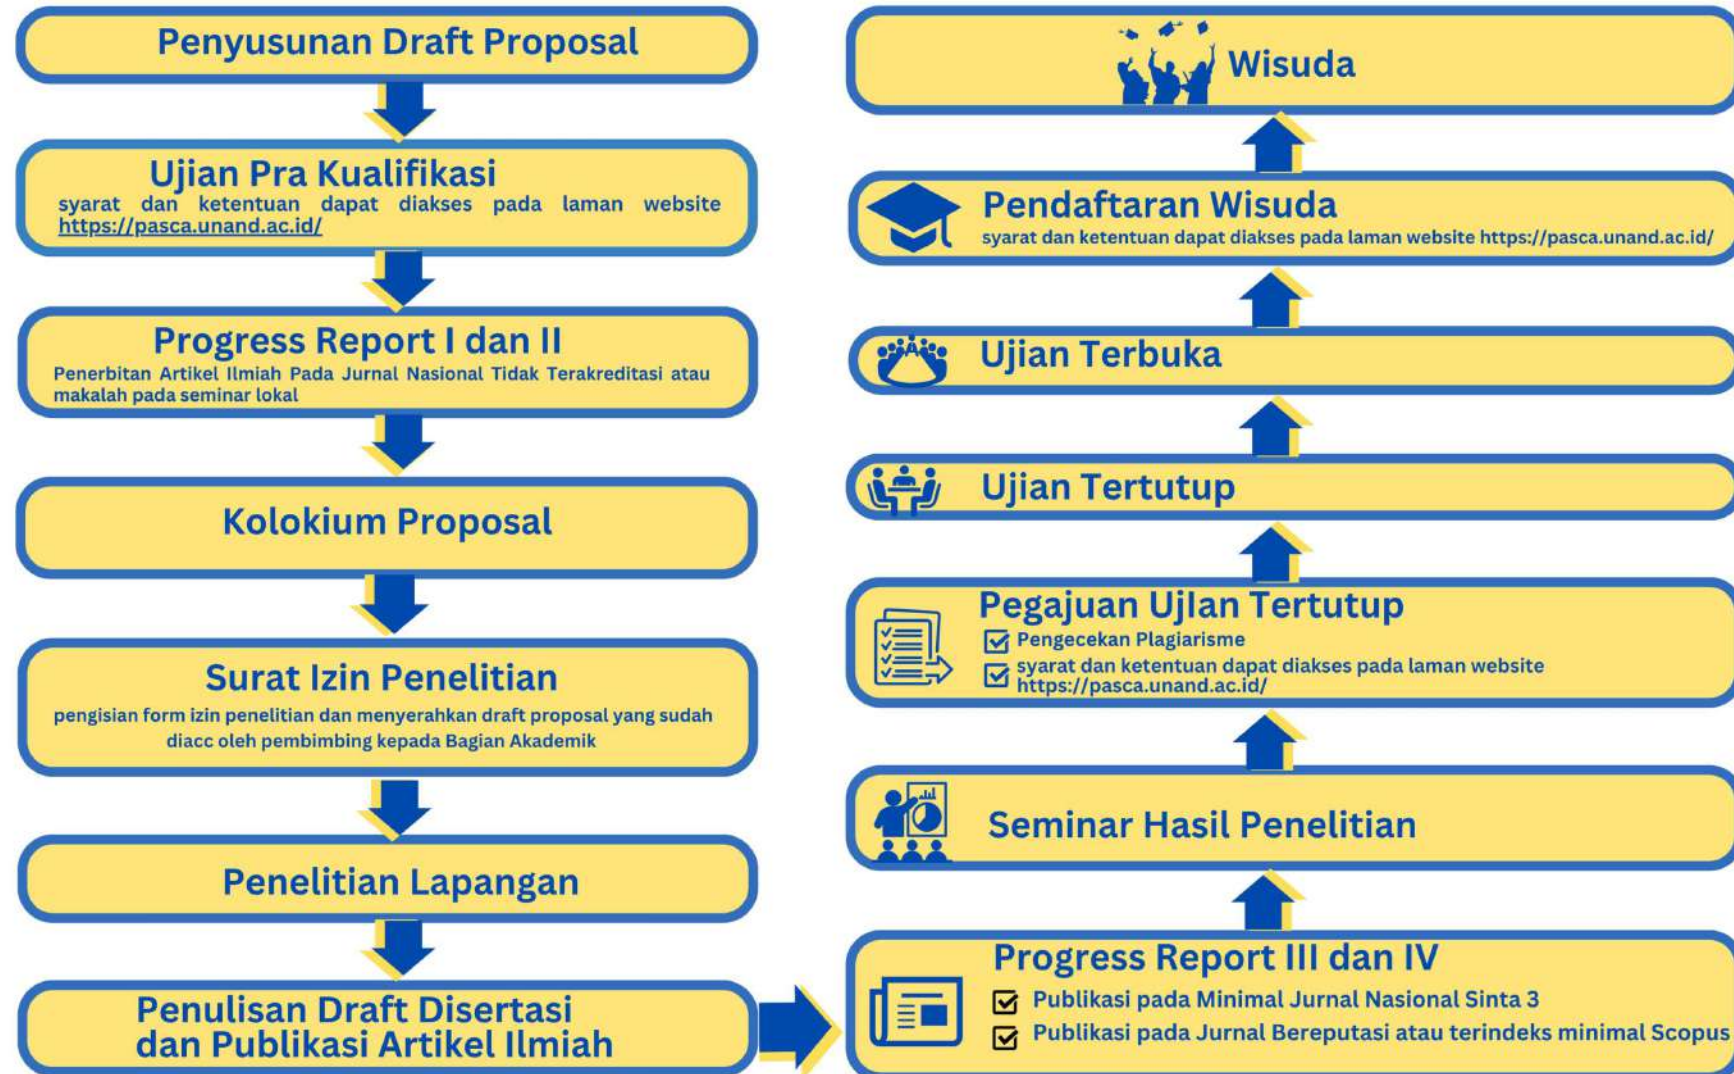 Penyusunan Draft Proposal
Ujian Pra Kualifikasi
syarat dan ketentuan dapat diakses pada laman website
https://pasca.unand.ac.id/
Progress Report I dan II
Penerbitan Artikel Ilmiah Pada Jurnal Nasional Tidak Terakreditasi atau
makalah pada seminar lokal
Kolokium Proposal
Surat Izin Penelitian
pengisian form izin penelitian dan menyerahkan draft proposal yang sudah
diacc oleh pembimbing kepada Bagian Akademik
Penelitian Lapangan
Penulisan Draft Disertasi
dan Publikasi Artikel Ilmiah
Progress Report III dan IV
Publikasi pada Minimal Jurnal Nasional Sinta 3
Publikasi pada Jurnal Bereputasi atau terindeks minimal Scopus
Seminar Hasil Penelitian
Pegajuan UjIan Tertutup
Pengecekan Plagiarisme
syarat dan ketentuan dapat diakses pada laman website
https://pasca.unand.ac.id/
Ujian Tertutup
Ujian Terbuka
Pendaftaran Wisuda
syarat dan ketentuan dapat diakses pada laman website https://pasca.unand.ac.id/
Wisuda